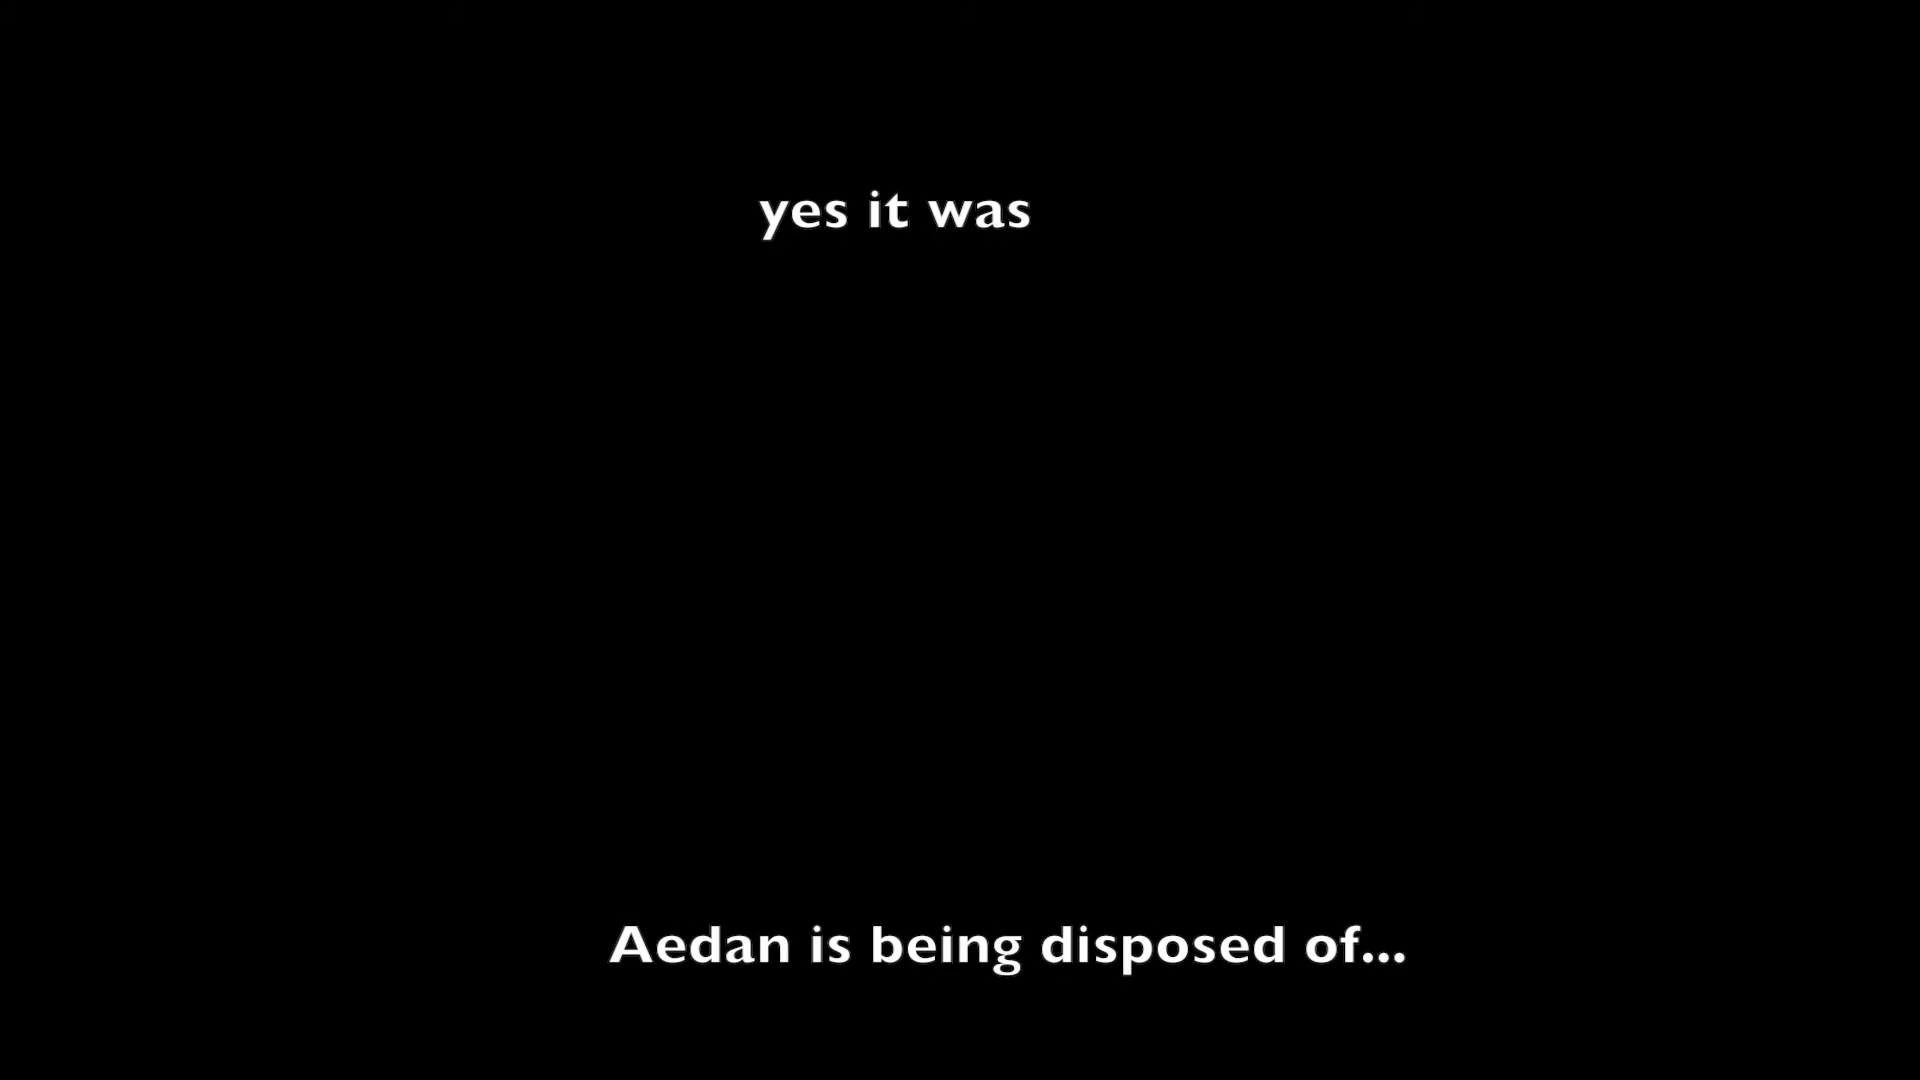 yes it was
Aedan is being disposed of...